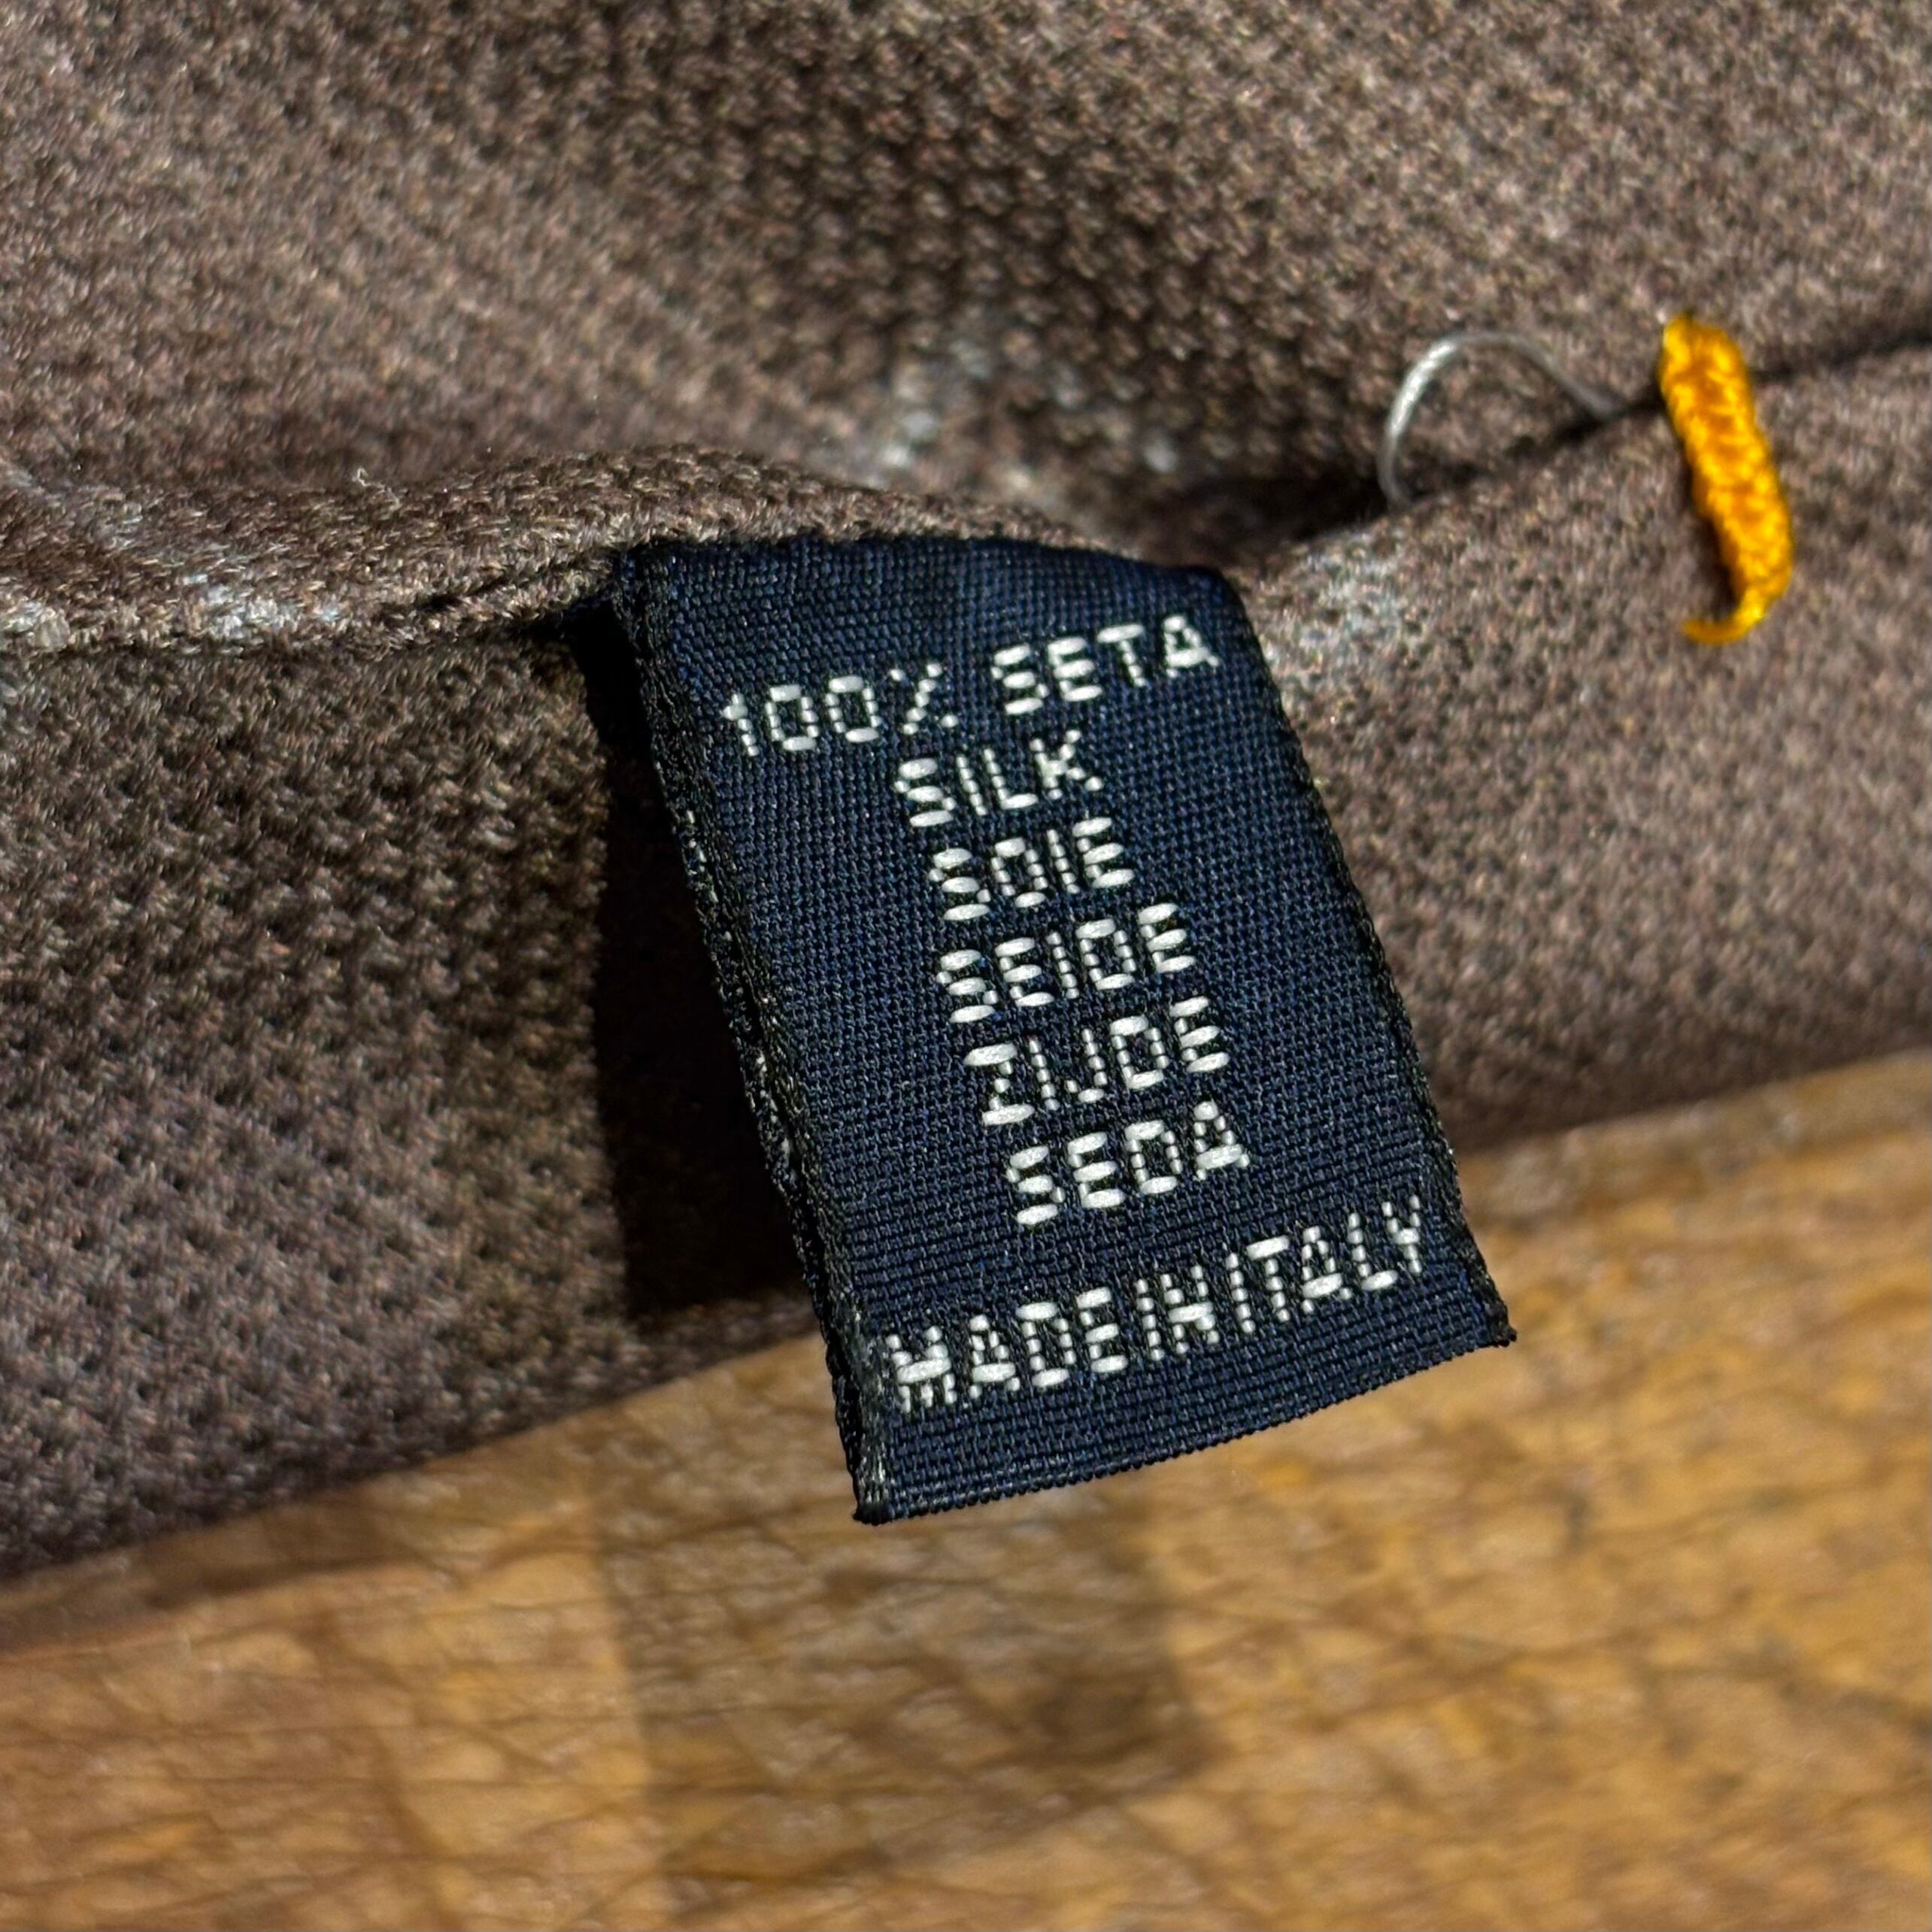 100% SETA
SILK
SOIE
SEIDE
ZIJDE
SEDA
MADE IN ITALY